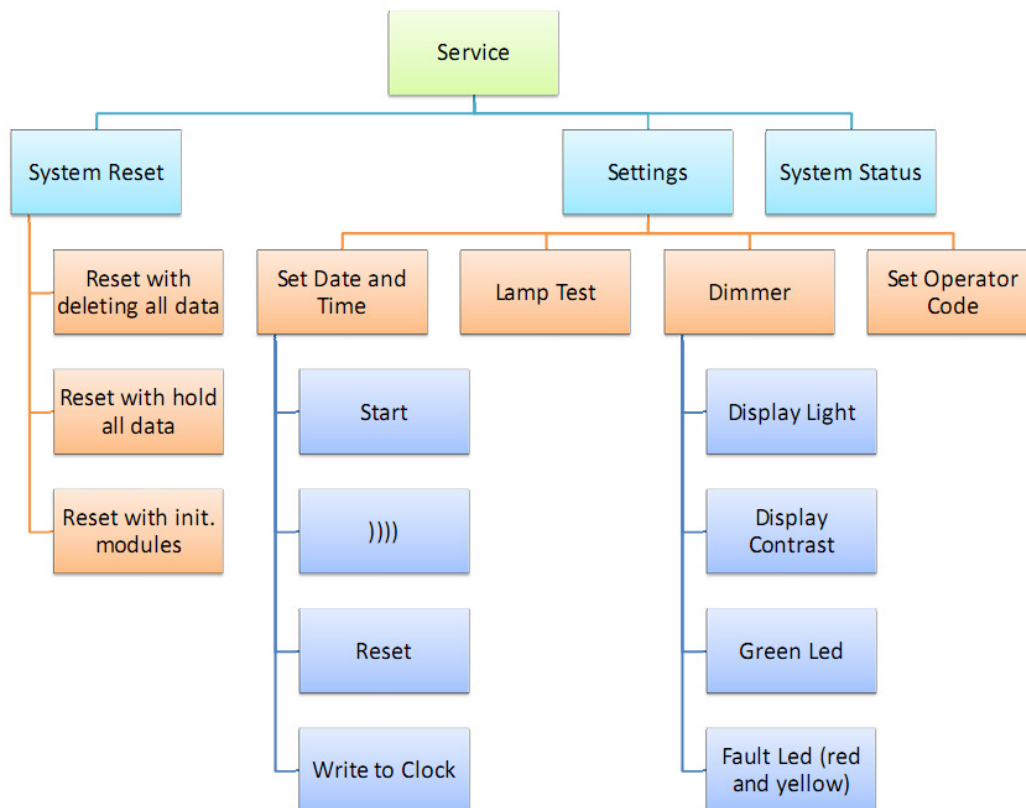 Service
System Reset
Settings
System Status
Reset with
deleting all data
Reset with hold
all data
Reset with init.
modules
Set Date and
Time
Lamp Test
Dimmer
Set Operator
Code
Start
))))
Reset
Write to Clock
Display Light
Display
Contrast
Green Led
Fault Led (red
and yellow)